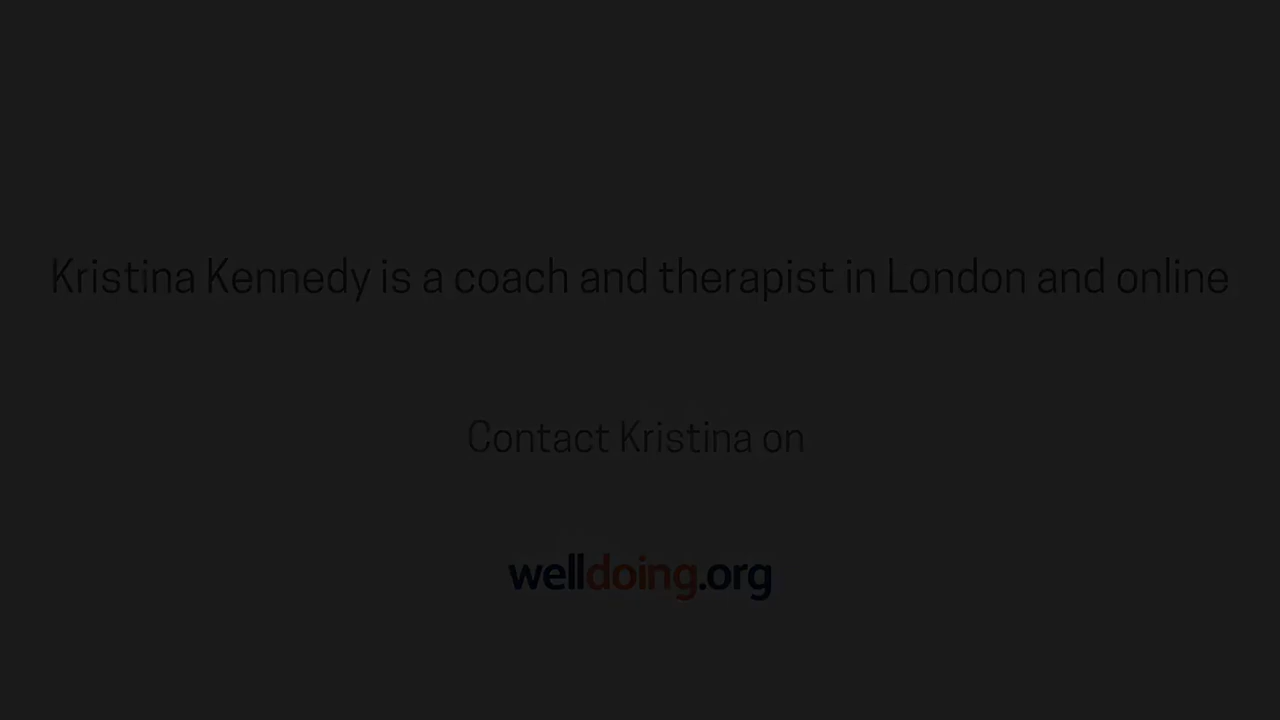 Kristina Kennedy is a coach and therapist in London and online
Contact Kristina on
welldoing.org